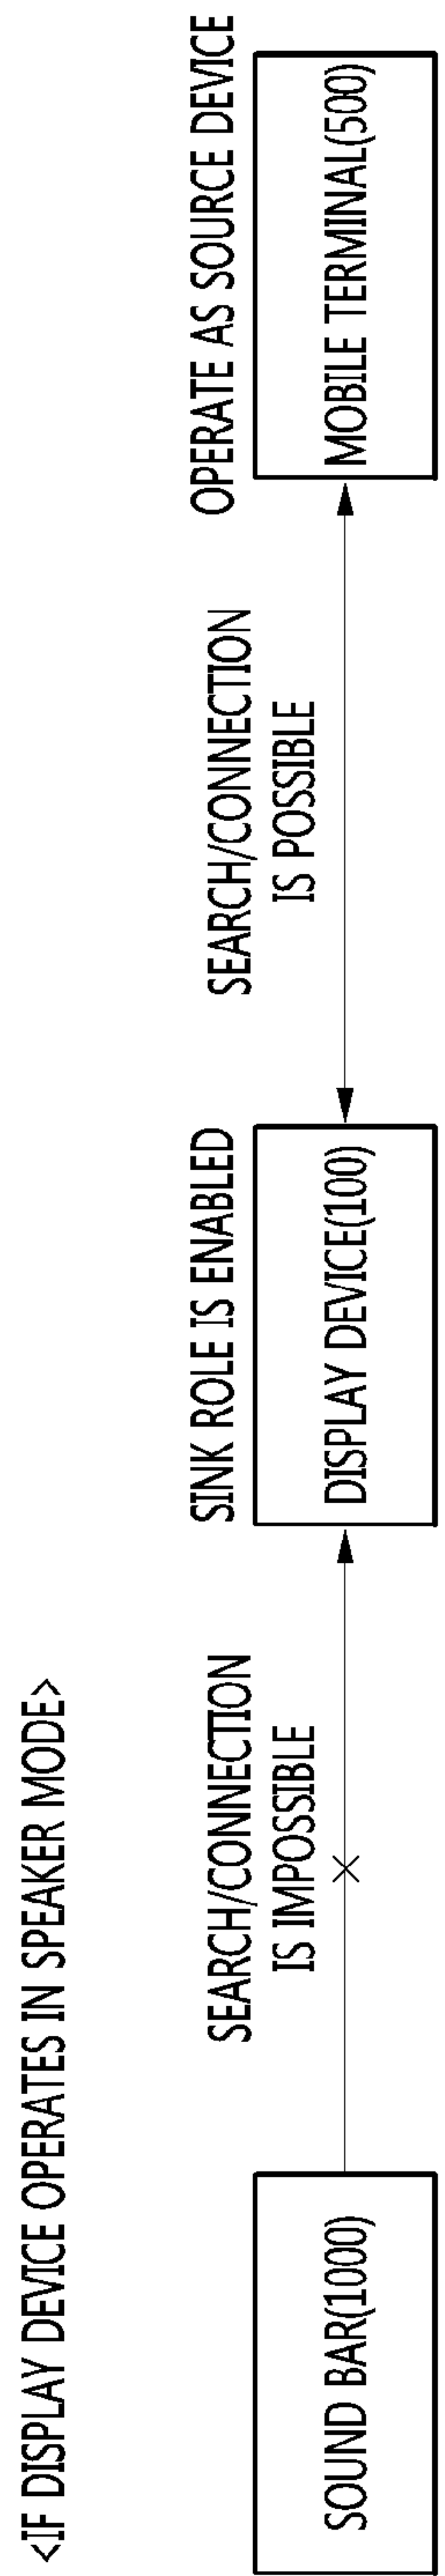 <IF DISPLAY DEVICE OPERATES IN SPEAKER MODE>
SEARCH/CONNECTION
IS IMPOSSIBLE
SINK ROLE IS ENABLED
SEARCH/CONNECTION
IS POSSIBLE
OPERATE AS SOURCE DEVICE
SOUND BAR(1000)
DISPLAY DEVICE(100)
MOBILE TERMINAL(500)